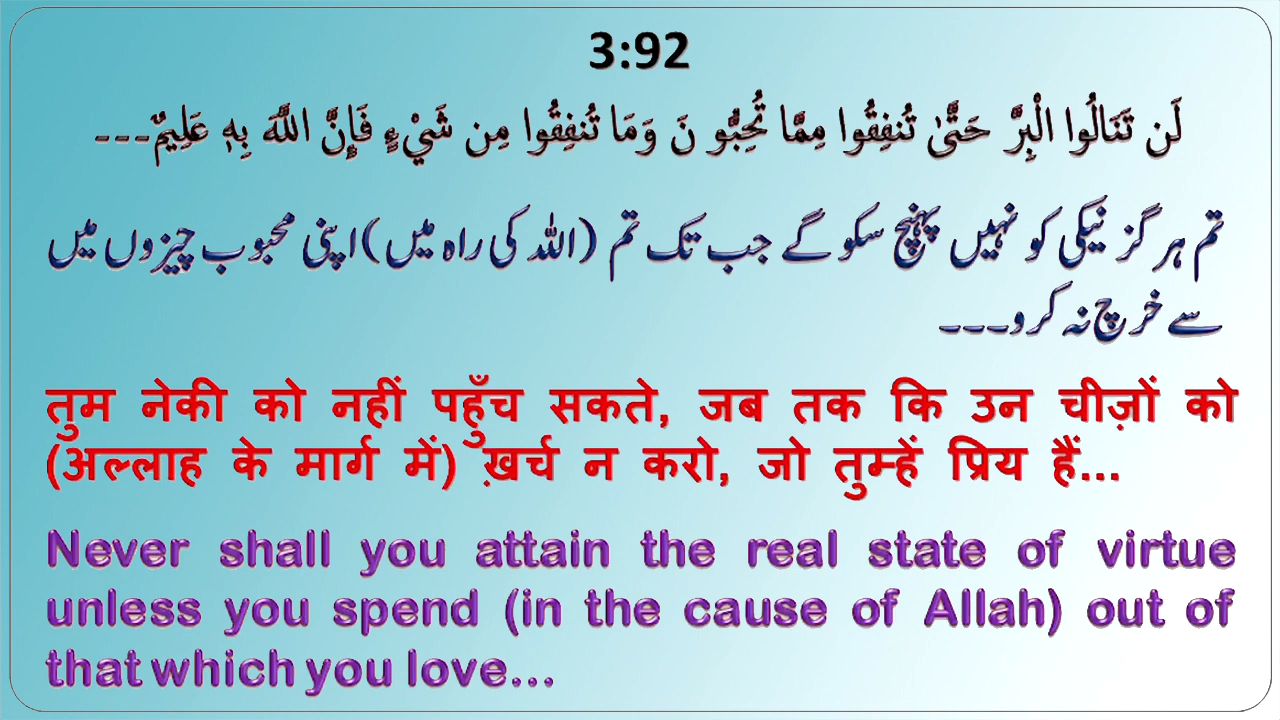 3:92
لَن تَنَالُوا الْبِرَّ حَتَّىٰ تُنفِقُوا مِمَّا تُحِبُّو نَ وَمَا تُنفِقُوا مِن شَيْءٍ فَإِنَّ اللَّهَ بِهِ عَلِيمٌ۔۔۔
تم ہر گز نیکی کو نہیں پہنچ سکو گے جب تک تم (اللہ کی راہ میں) اپنی محبوب چیزوں میں
سے خرچ نہ کرو۔۔۔
तुम नेकी को नहीं पहुँच सकते, जब तक कि उन चीज़ों को
(अल्लाह के मार्ग में) ख़र्च न करो, जो तुम्हें प्रिय हैं...
Never shall you attain the real state of virtue
unless you spend (in the cause of Allah) out of
that which you love...